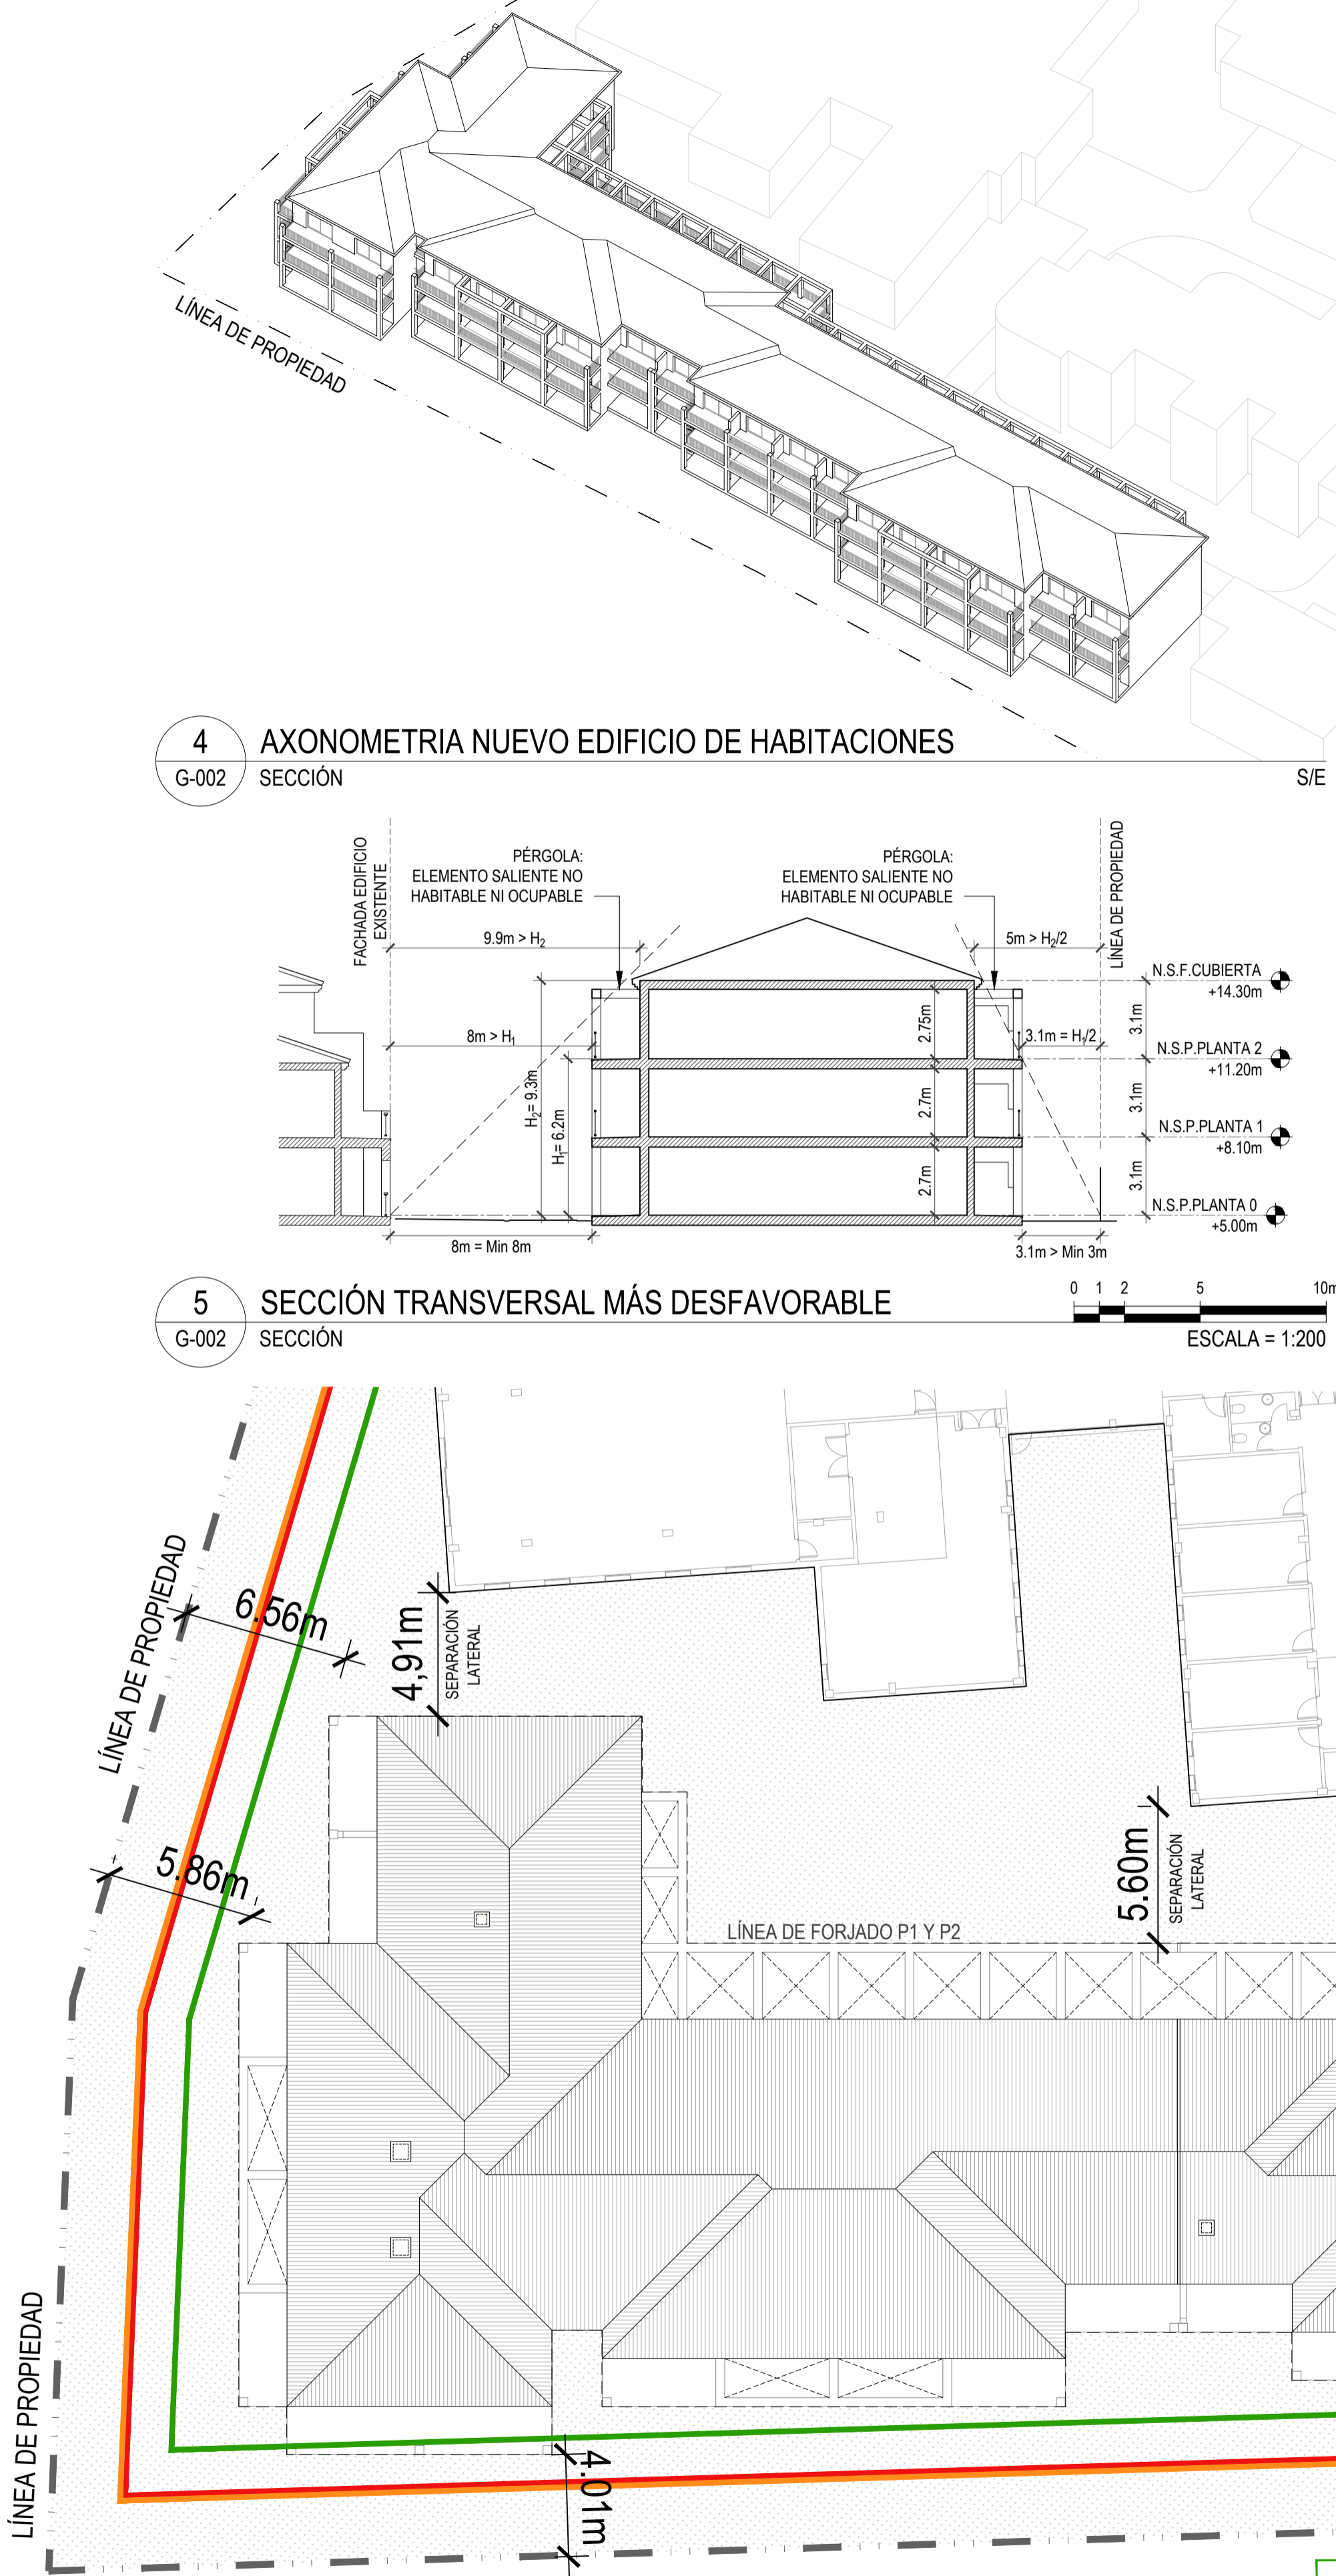 LÍNEA DE PROPIEDAD
4
AXONOMETRIA NUEVO EDIFICIO DE HABITACIONES
G-002
SECCIÓN
S/E
FACHADA EDIFICIO
EXISTENTE
PÉRGOLA:
ELEMENTO SALIENTE NO
HABITABLE NI OCUPABLE
PÉRGOLA:
ELEMENTO SALIENTE NO
HABITABLE NI OCUPABLE
LÍNEA DE PROPIEDAD
9.9m > H₂
5m > H₂/2
N.S.F.CUBIERTA
+14.30m
8m > H₁
2.75m
3.1m = H₁/2
3.1m
N.S.P.PLANTA 2
+11.20m
H₂= 9.3m
H₁= 6.2m
2.7m
3.1m
N.S.P.PLANTA 1
+8.10m
2.7m
3.1m
N.S.P.PLANTA 0
+5.00m
8m = Min 8m
3.1m > Min 3m
5
SECCIÓN TRANSVERSAL MÁS DESFAVORABLE
G-002
SECCIÓN
0 1 2 5 10m
ESCALA = 1:200
LÍNEA DE PROPIEDAD
6.56m
4,91m
SEPARACIÓN
LATERAL
5.86m
5.60m
SEPARACIÓN
LATERAL
LÍNEA DE FORJADO P1 Y P2
LÍNEA DE PROPIEDAD
4.01m